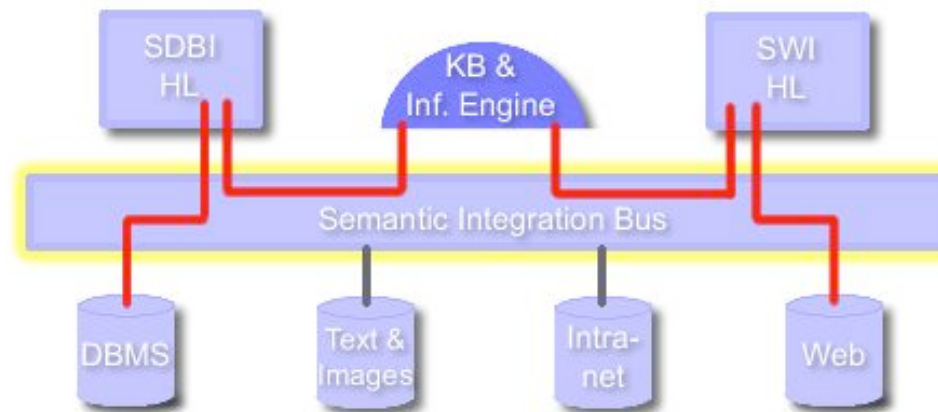 SDBI
HL
KB &
Inf. Engine
SWI
HL
Semantic Integration Bus
DBMS
Text &
Images
Intra-
net
Web